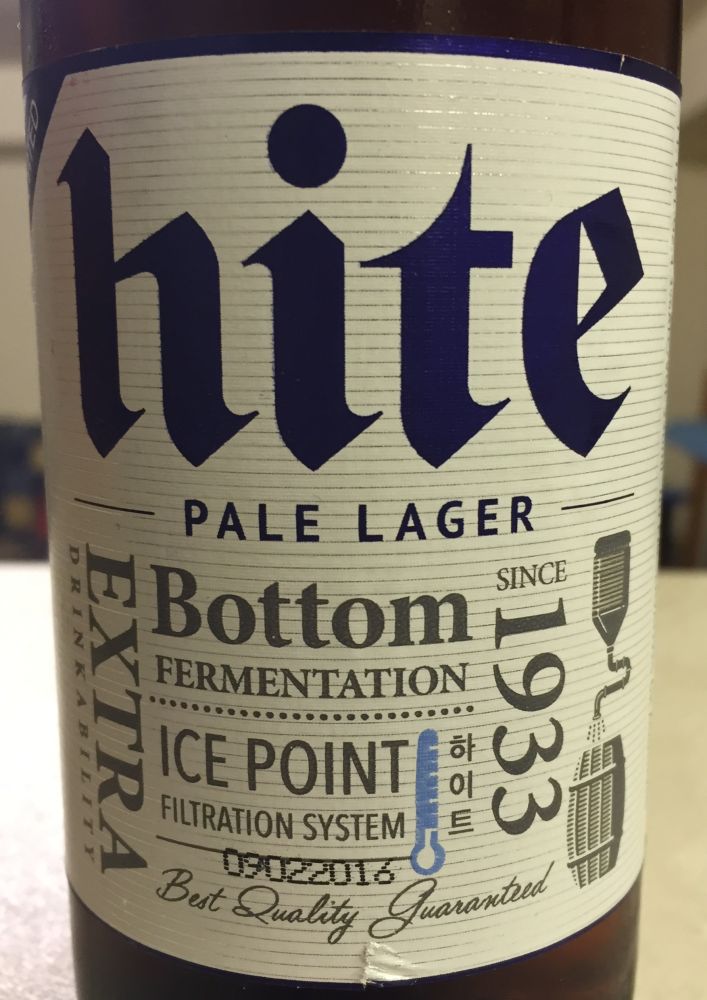 hite
PALE LAGER
EXTRA
DRINKABILITY
Bottom
FERMENTATION
ICE POINT
FILTRATION SYSTEM
하이트
SINCE
1933
09022016
Best Quality Guaranteed